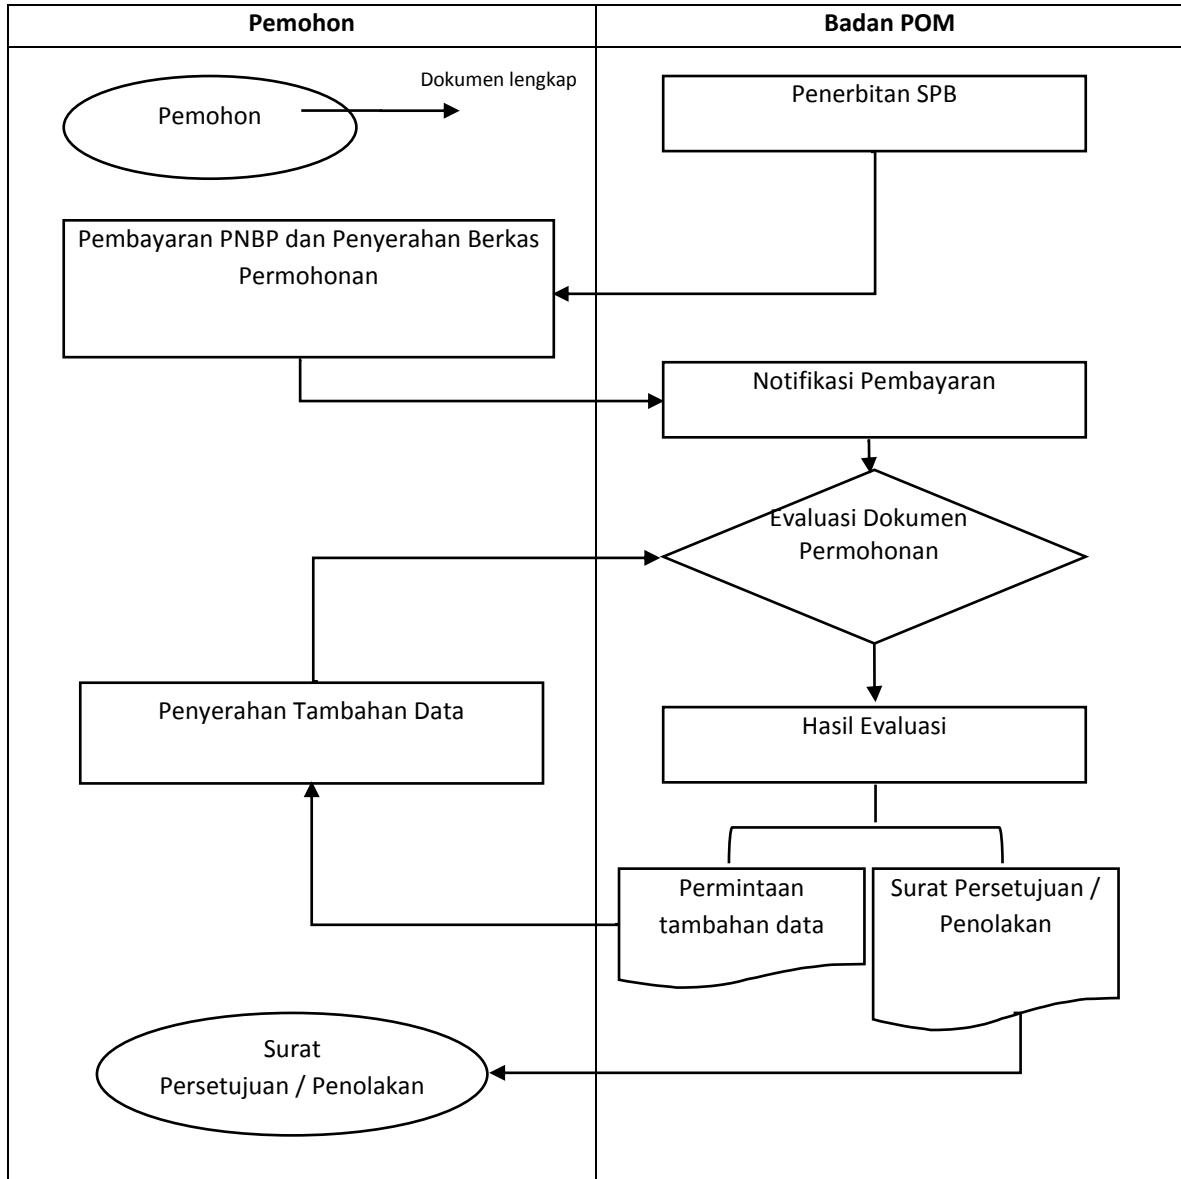 Pemohon
Badan POM
Pemohon
Dokumen lengkap
Penerbitan SPB
Pembayaran PNBP dan Penyerahan Berkas
Permohonan
Notifikasi Pembayaran
Evaluasi Dokumen
Permohonan
Penyerahan Tambahan Data
Hasil Evaluasi
Permintaan
tambahan data
Surat Persetujuan /
Penolakan
Surat
Persetujuan / Penolakan